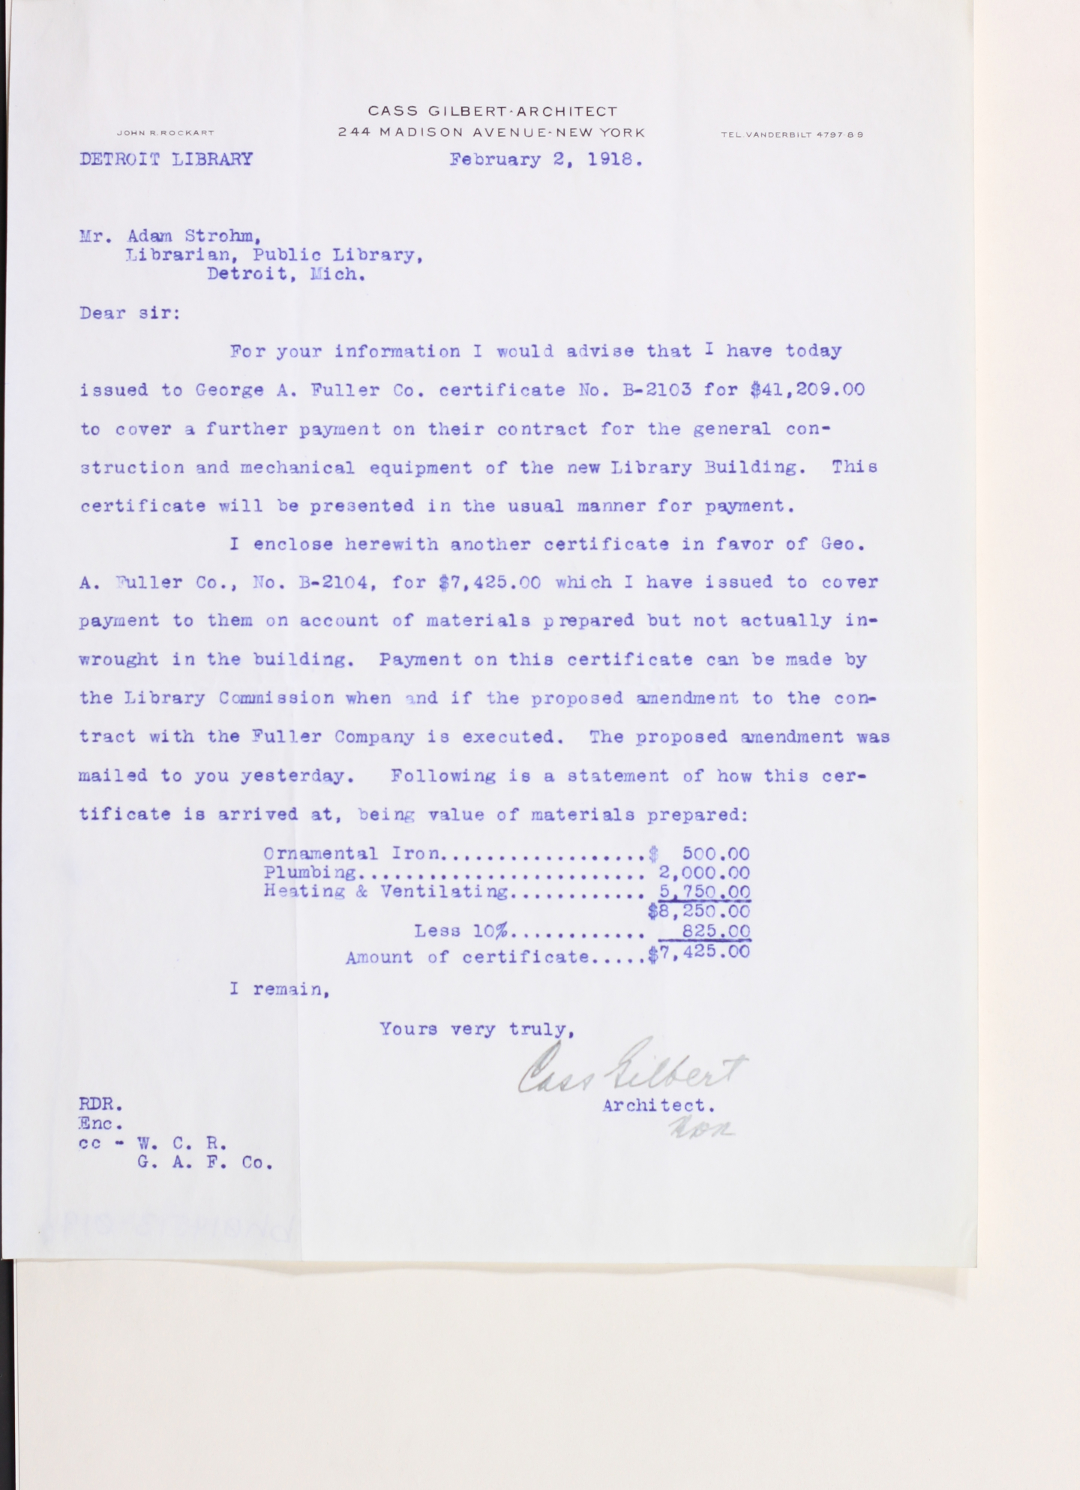 CASS GILBERT·ARCHITECT
JOHN R. ROCKART 244 MADISON AVENUE-NEW YORK TEL. VANDERBILT 4797-8-9
DETROIT LIBRARY February 2, 1918.
Mr. Adam Strohm,
Librarian, Public Library,
Detroit, Mich.
Dear sir:
For your information I would advise that I have today
issued to George A. Fuller Co. certificate No. B-2103 for $41,209.00
to cover a further payment on their contract for the general con-
struction and mechanical equipment of the new Library Building. This
certificate will be presented in the usual manner for payment.
I enclose herewith another certificate in favor of Geo.
A. Fuller Co., No. B-2104, for $7,425.00 which I have issued to cover
payment to them on account of materials prepared but not actually in-
wrought in the building. Payment on this certificate can be made by
the Library Commission when and if the proposed amendment to the con-
tract with the Fuller Company is executed. The proposed amendment was
mailed to you yesterday. Following is a statement of how this cer-
tificate is arrived at, being value of materials prepared:
Ornamental Iron..................$ 500.00
Plumbing......................... 2,000.00
Heating & Ventilating............ 5,750.00
$8,250.00
Less 10%............ 825.00
Amount of certificate.....$7,425.00
I remain,
Yours very truly,
Cass Gilbert
RDR. Architect.
Enc.
cc - W. C. R.
G. A. F. Co.